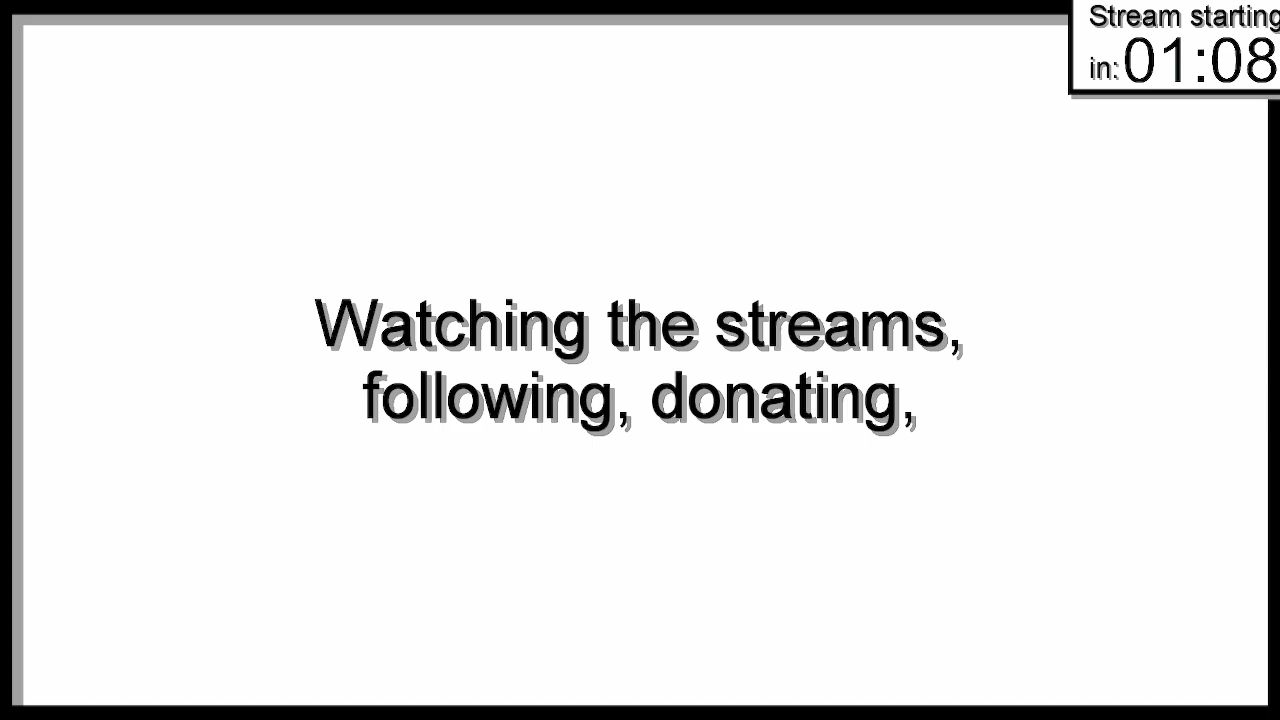 Stream starting
in: 01:08
Watching the streams,
following, donating,